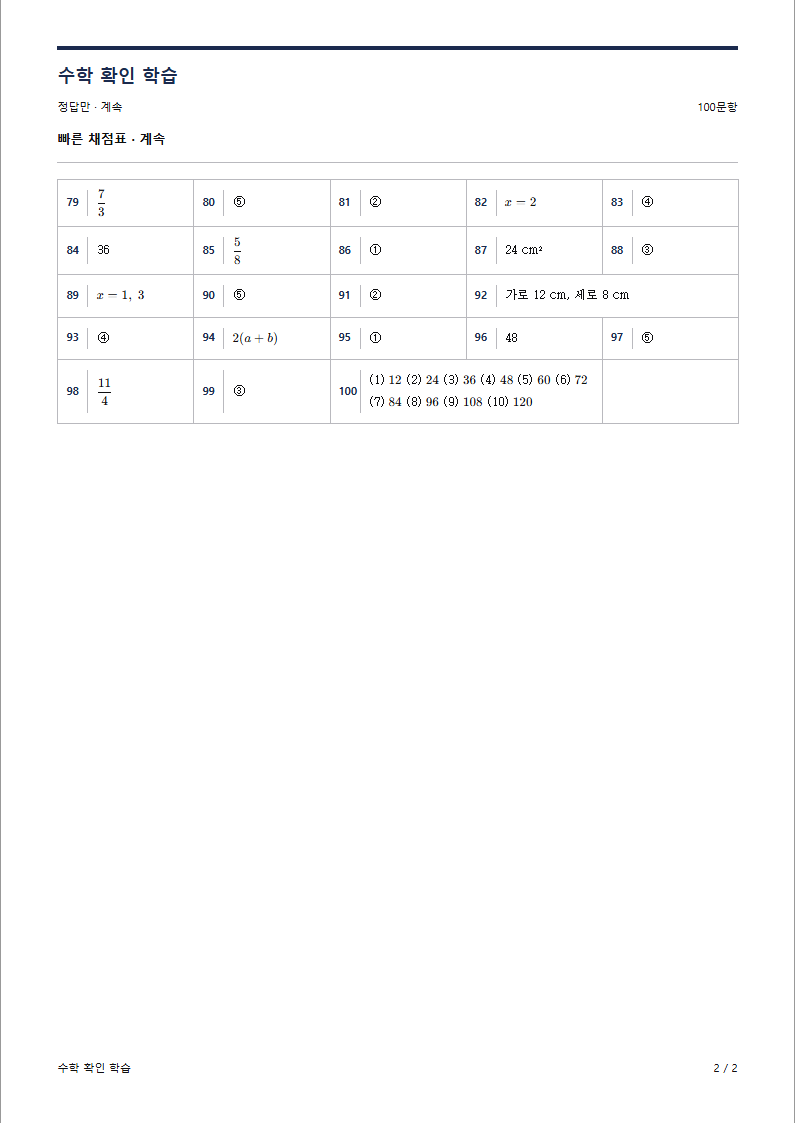 수학 확인 학습
정답만 · 계속 100문항
빠른 채점표 · 계속
79 7/3 80 ⑤ 81 ② 82 x = 2 83 ④
84 36 85 5/8 86 ① 87 24 cm² 88 ③
89 x = 1, 3 90 ⑤ 91 ② 92 가로 12 cm, 세로 8 cm
93 ④ 94 2(a + b) 95 ① 96 48 97 ⑤
98 11/4 99 ③ 100 (1) 12 (2) 24 (3) 36 (4) 48 (5) 60 (6) 72
(7) 84 (8) 96 (9) 108 (10) 120
수학 확인 학습 2 / 2